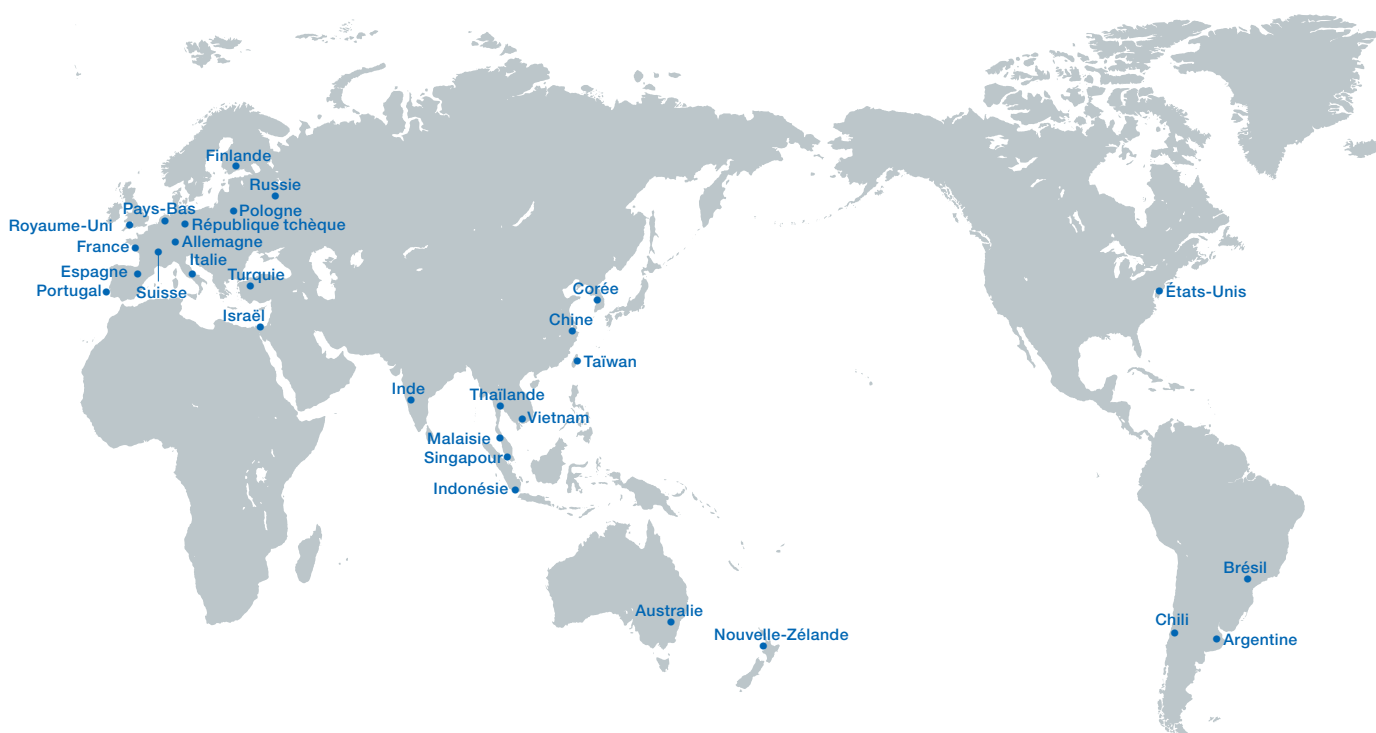 Finlande
Russie
Pays-Bas
Pologne
Royaume-Uni
République tchèque
France
Allemagne
Italie
Espagne
Turquie
Portugal
Suisse
Israël
Corée
Chine
Taïwan
Inde
Thaïlande
Vietnam
Malaisie
Singapour
Indonésie
Australie
Nouvelle-Zélande
États-Unis
Brésil
Chili
Argentine